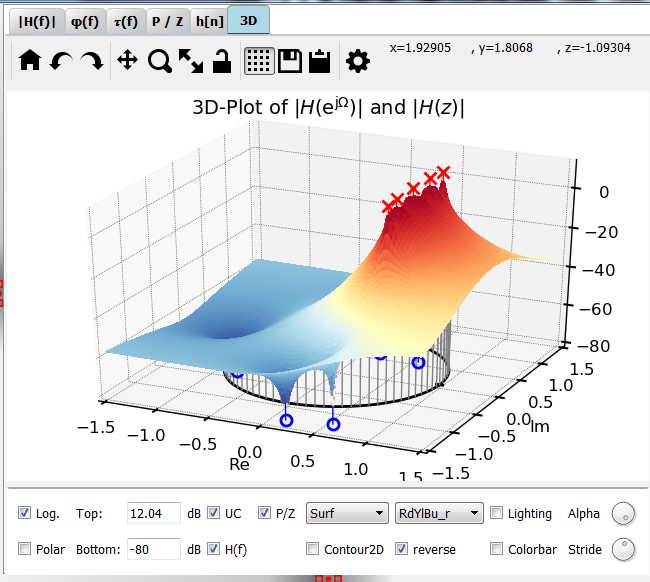 |H(f)| φ(f) τ(f) P / Z h[n] 3D
x=1.92905 , y=1.8068 , z=-1.09304
3D-Plot of |H(e^jΩ)| and |H(z)|
0
−20
−40
−60
−80
1.5
1.0
0.5
0.0
−0.5
−1.0
−1.5
Im
−1.5
−1.0
−0.5
0.0
0.5
1.0
1.5
Re
Log. Top: 12.04 dB UC P/Z Surf RdYlBu_r Lighting Alpha
Polar Bottom: -80 dB H(f) Contour2D reverse Colorbar Stride